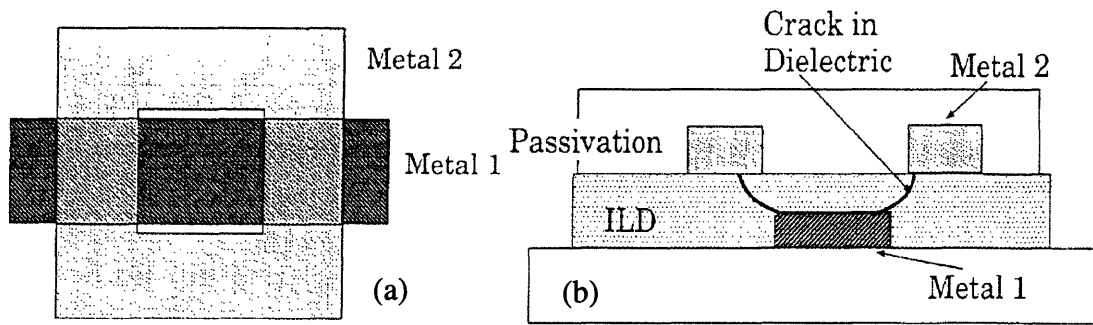 Metal 2
Metal 1
(a)
Crack in
Dielectric
Metal 2
Passivation
ILD
(b)
Metal 1